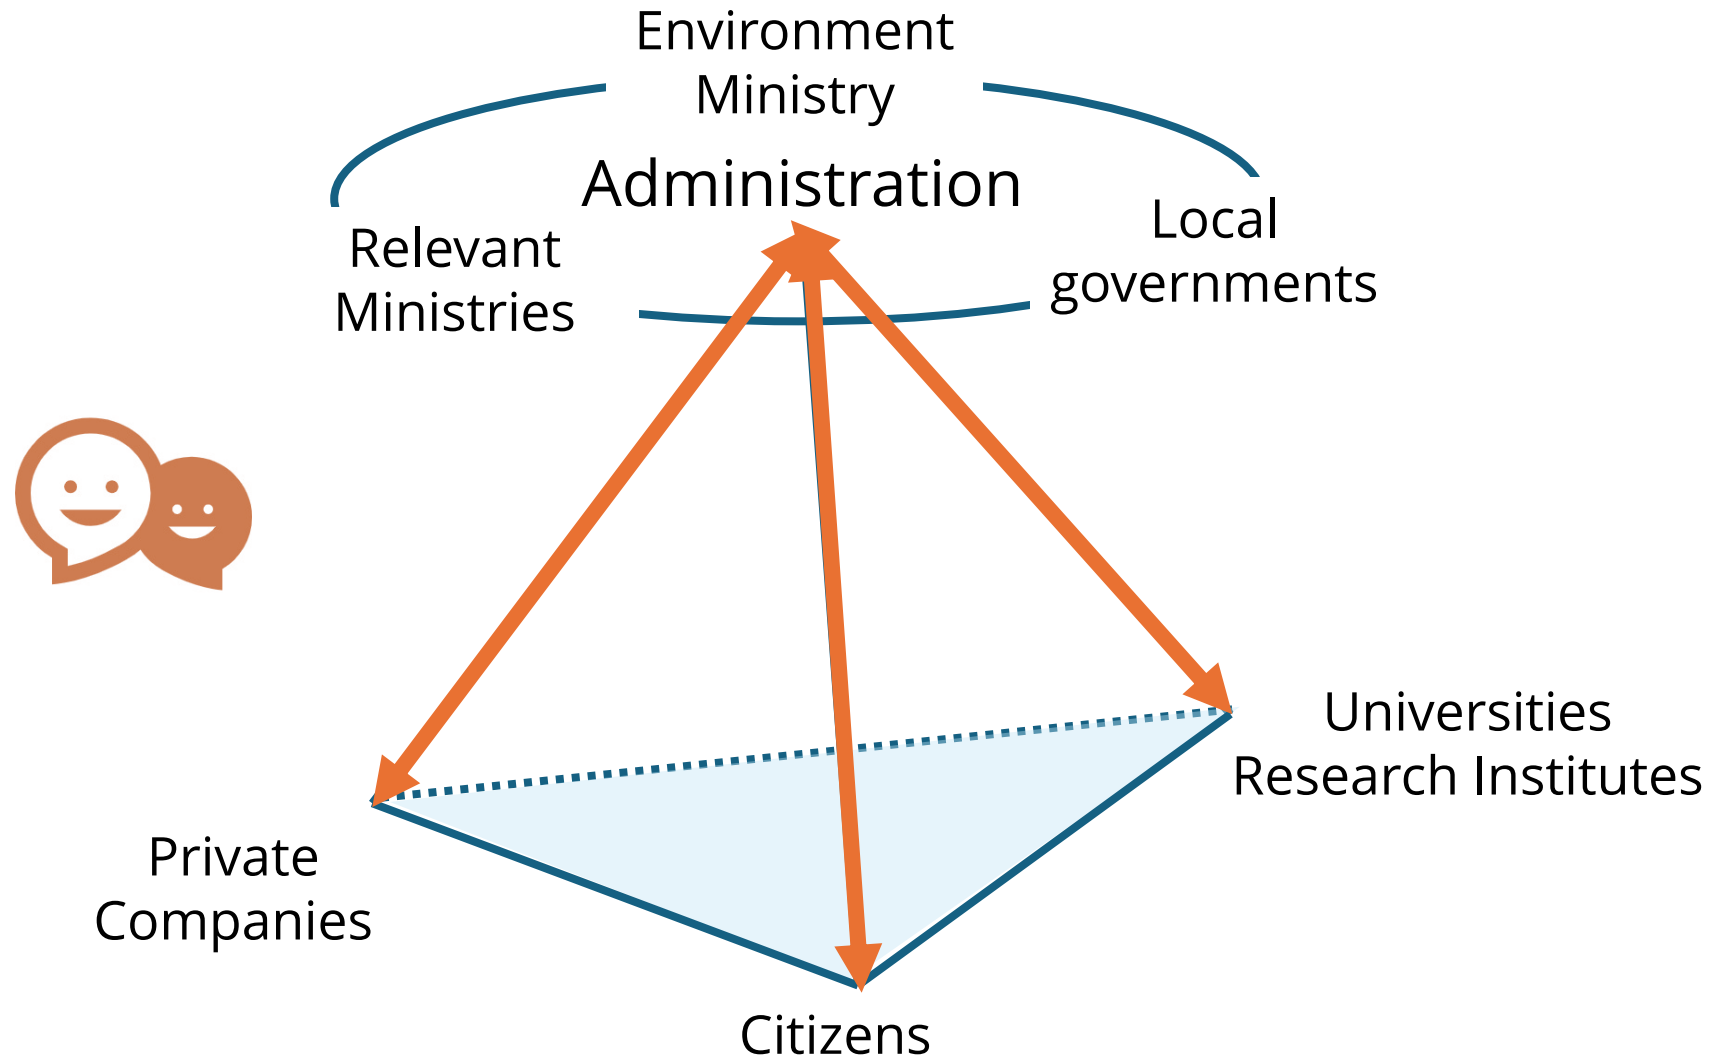 Environment
Ministry
Administration
Relevant
Ministries
Local
governments
Universities
Research Institutes
Private
Companies
Citizens